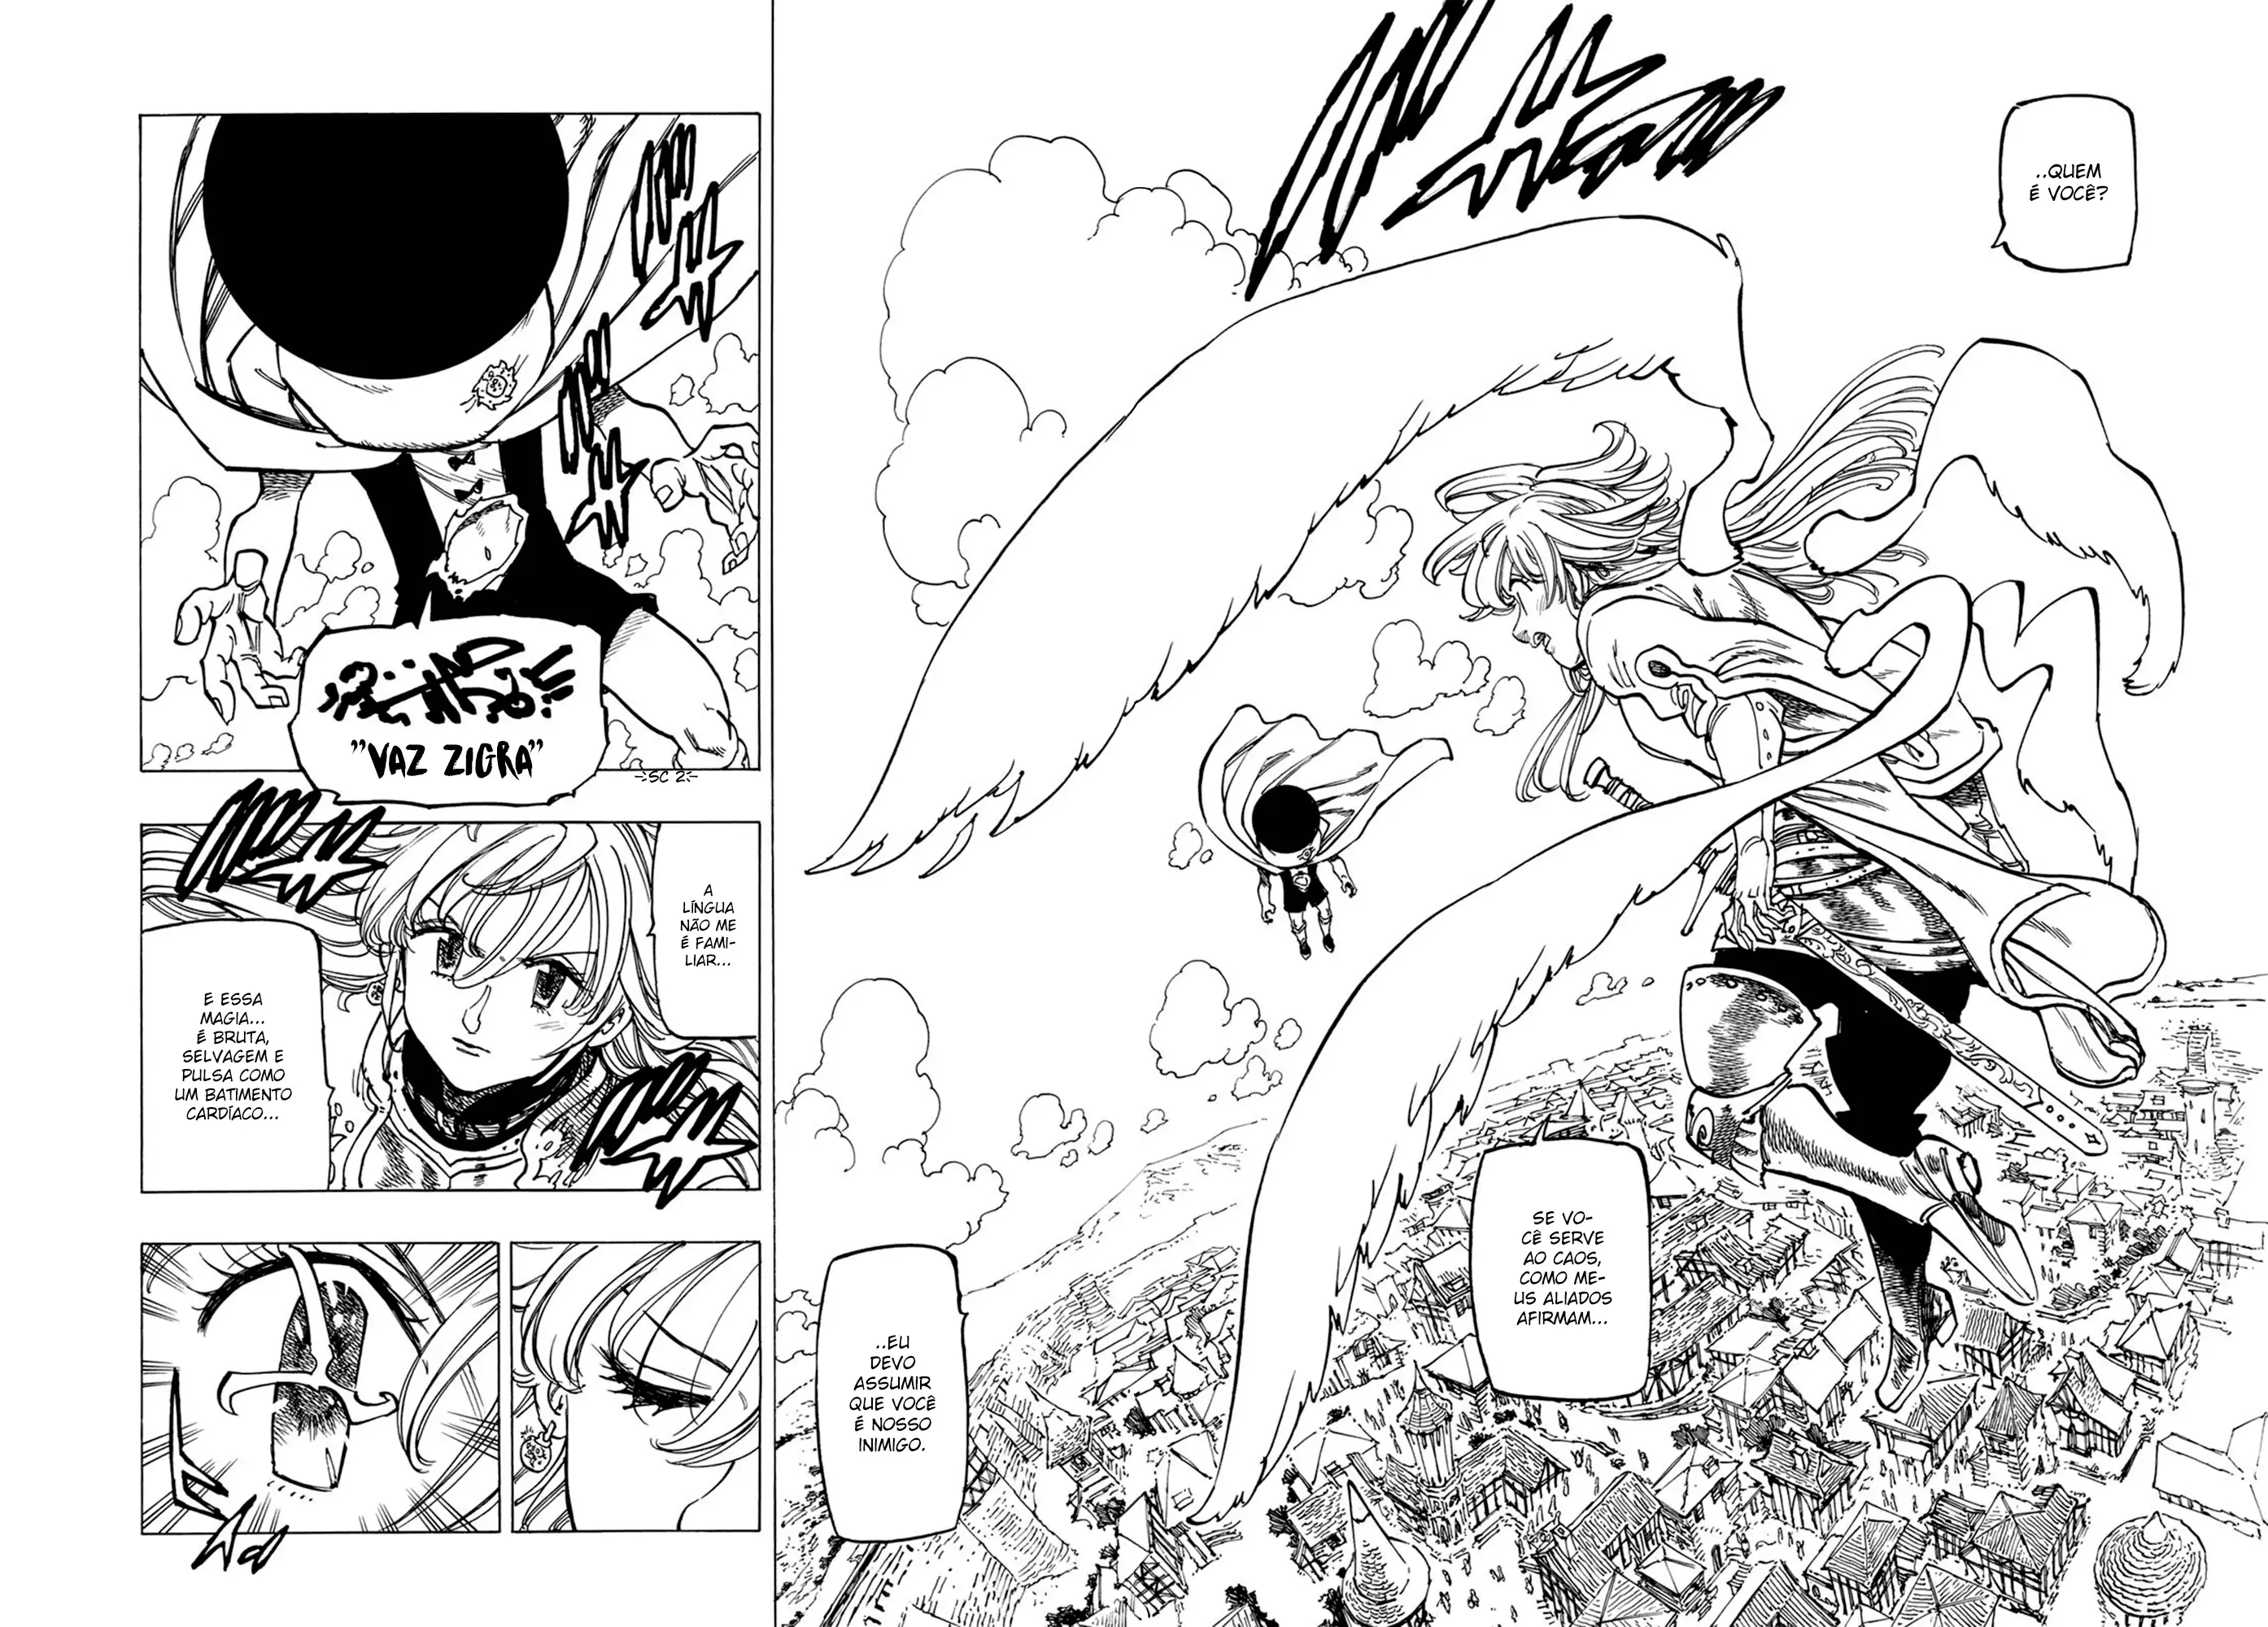 ..QUEM
É VOCÊ?
SE VO-
CÊ SERVE
AO CAOS,
COMO ME-
US ALIADOS
AFIRMAM...
..EU
DEVO
ASSUMIR
QUE VOCÊ
É NOSSO
INIMIGO.
"VAZ ZIGRA"
-SC 2-
A
LÍNGUA
NÃO ME
É FAMI-
LIAR...
E ESSA
MAGIA...
É BRUTA,
SELVAGEM E
PULSA COMO
UM BATIMENTO
CARDÍACO...